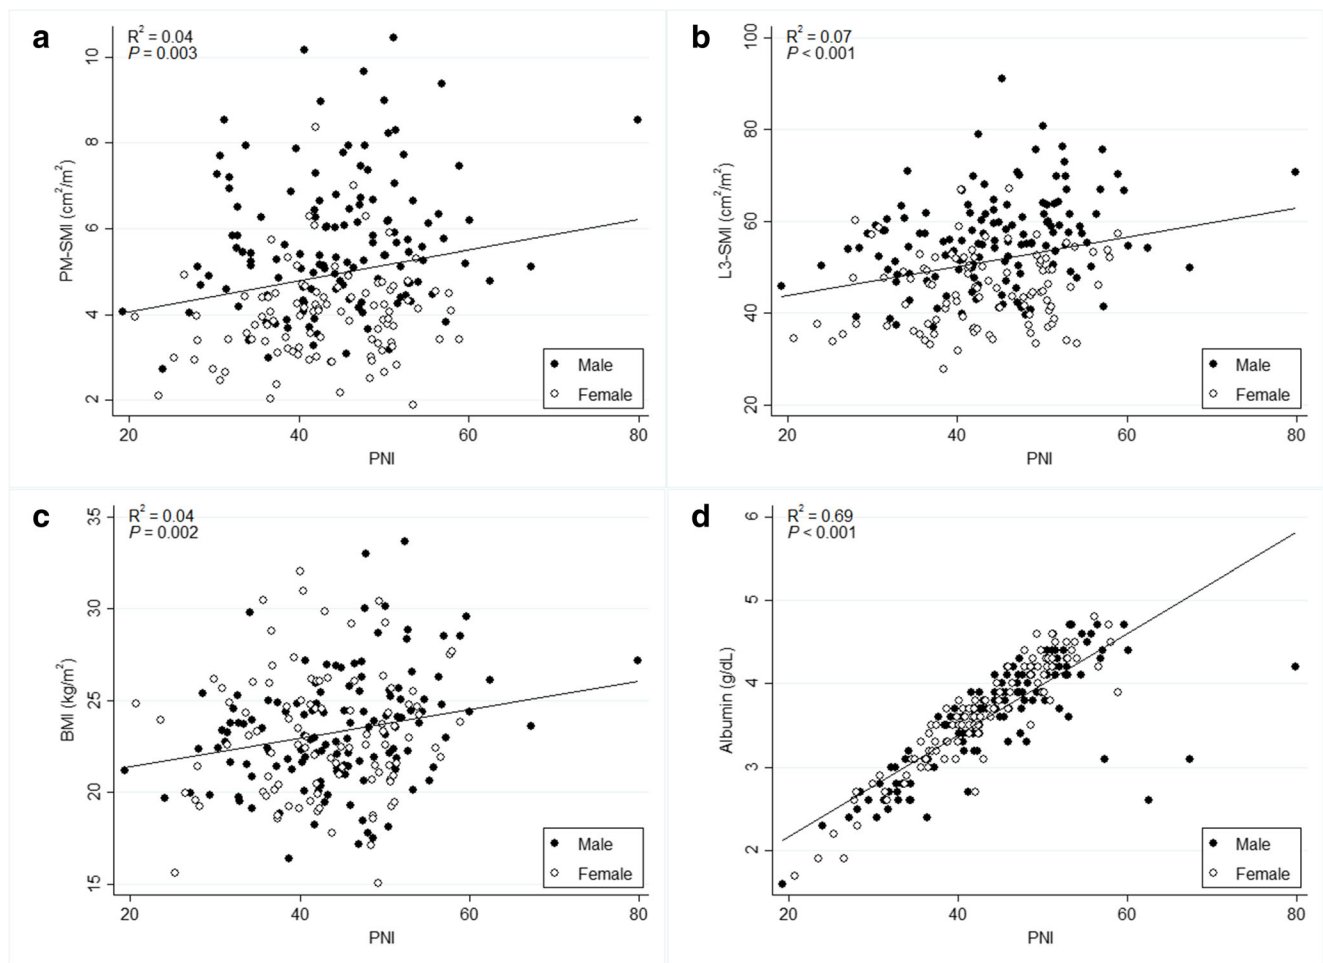 a
R² = 0.04
P = 0.003
PM-SMI (cm²/m²)
10
8
6
4
2
20 40 60 80
PNI
Male
Female
b
R² = 0.07
P < 0.001
L3-SMI (cm²/m²)
100
80
60
40
20
20 40 60 80
PNI
Male
Female
c
R² = 0.04
P = 0.002
BMI (kg/m²)
35
30
25
20
15
20 40 60 80
PNI
Male
Female
d
R² = 0.69
P < 0.001
Albumin (g/dL)
6
5
4
3
2
20 40 60 80
PNI
Male
Female